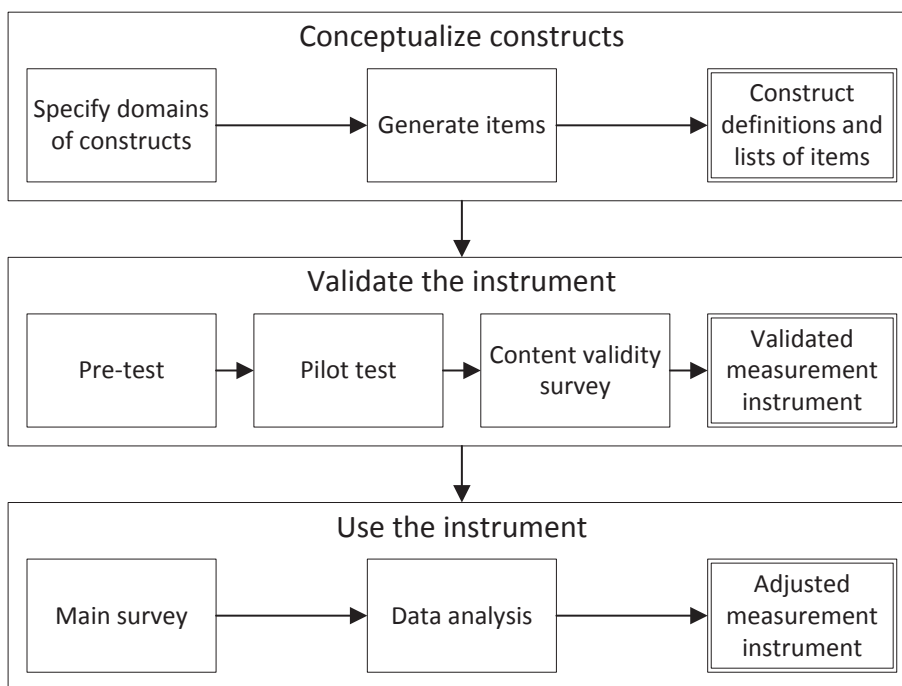 Conceptualize constructs
Specify domains
of constructs
Generate items
Construct
definitions and
lists of items
Validate the instrument
Pre-test
Pilot test
Content validity
survey
Validated
measurement
instrument
Use the instrument
Main survey
Data analysis
Adjusted
measurement
instrument